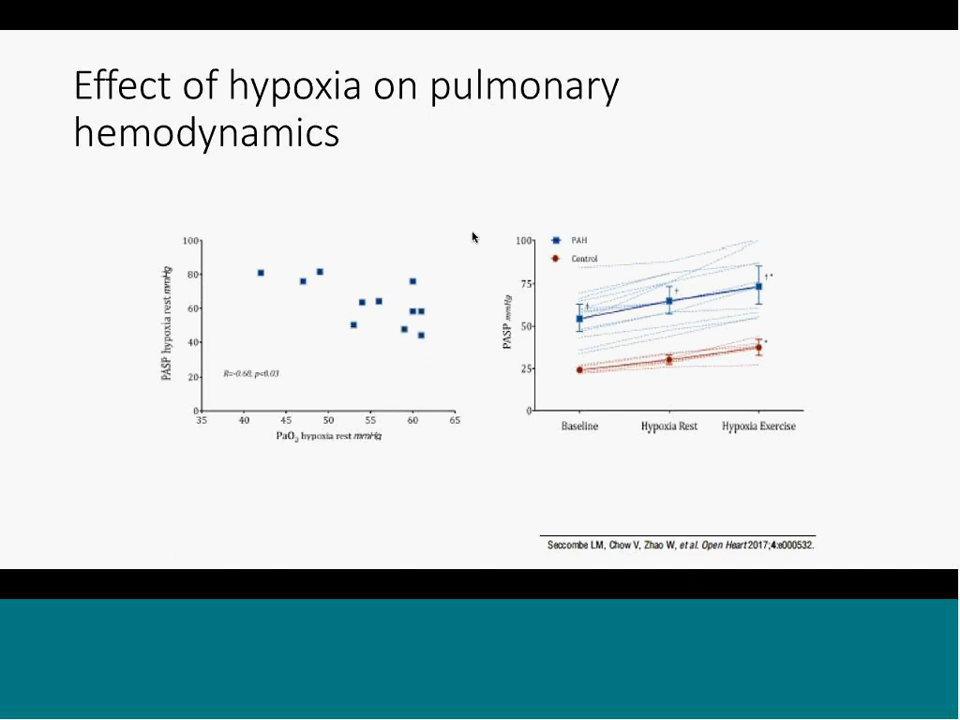 Effect of hypoxia on pulmonary
hemodynamics
100
80
60
40
20
0
PASP hypoxia rest mmHg
R=-0.68, p<0.03
35 40 45 50 55 60 65
PaO2 hypoxia rest mmHg
100
75
50
25
0
PASP mmHg
PAH
Control
†
†
†*
*
Baseline Hypoxia Rest Hypoxia Exercise
Seccombe LM, Chow V, Zhao W, et al. Open Heart 2017;4:e000532.